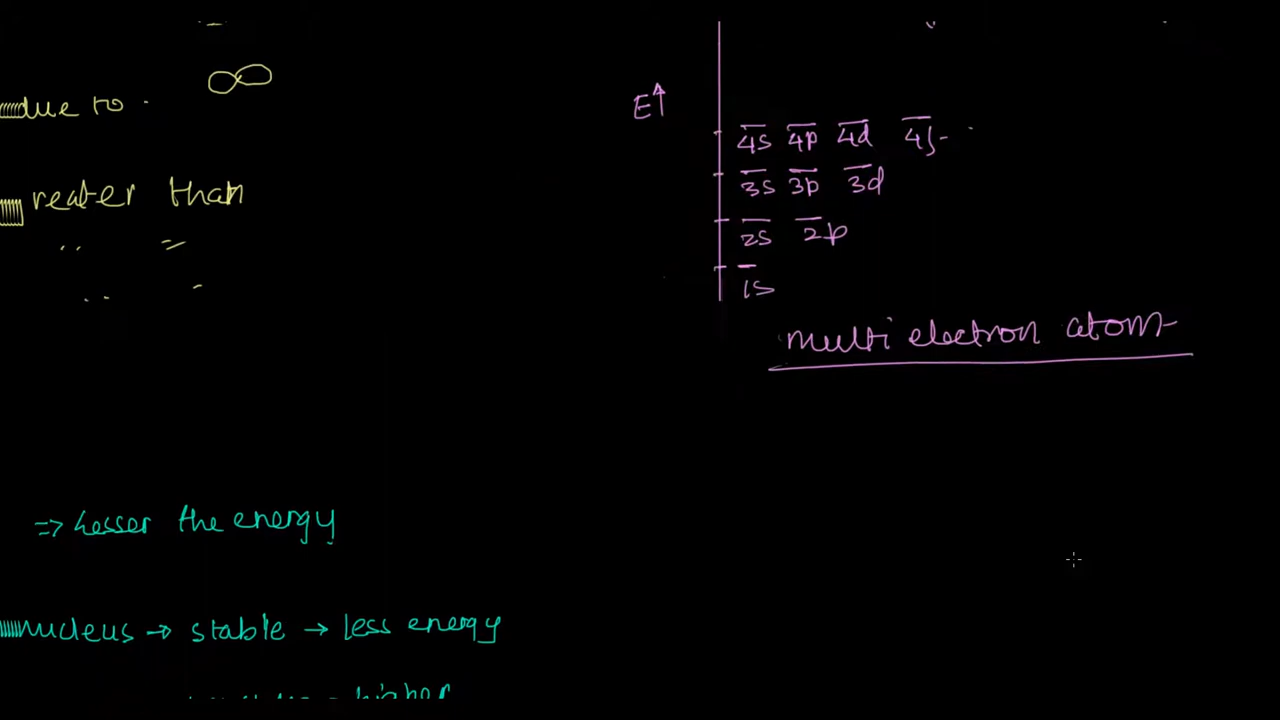 due to
reater than
E↑
4s 4p 4d 4f
3s 3p 3d
2s 2p
1s
multi electron atom
=> Lesser the energy
nucleus → stable → less energy
higher